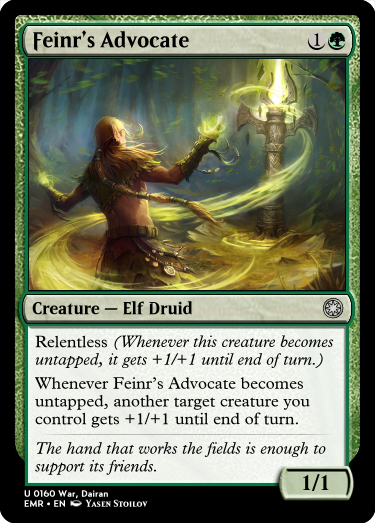 Feinr's Advocate 1
Creature — Elf Druid
Relentless (Whenever this creature becomes
untapped, it gets +1/+1 until end of turn.)
Whenever Feinr's Advocate becomes
untapped, another target creature you
control gets +1/+1 until end of turn.
The hand that works the fields is enough to
support its friends.
1/1
U 0160 War, Dairan
EMR • EN Yasen Stoilov